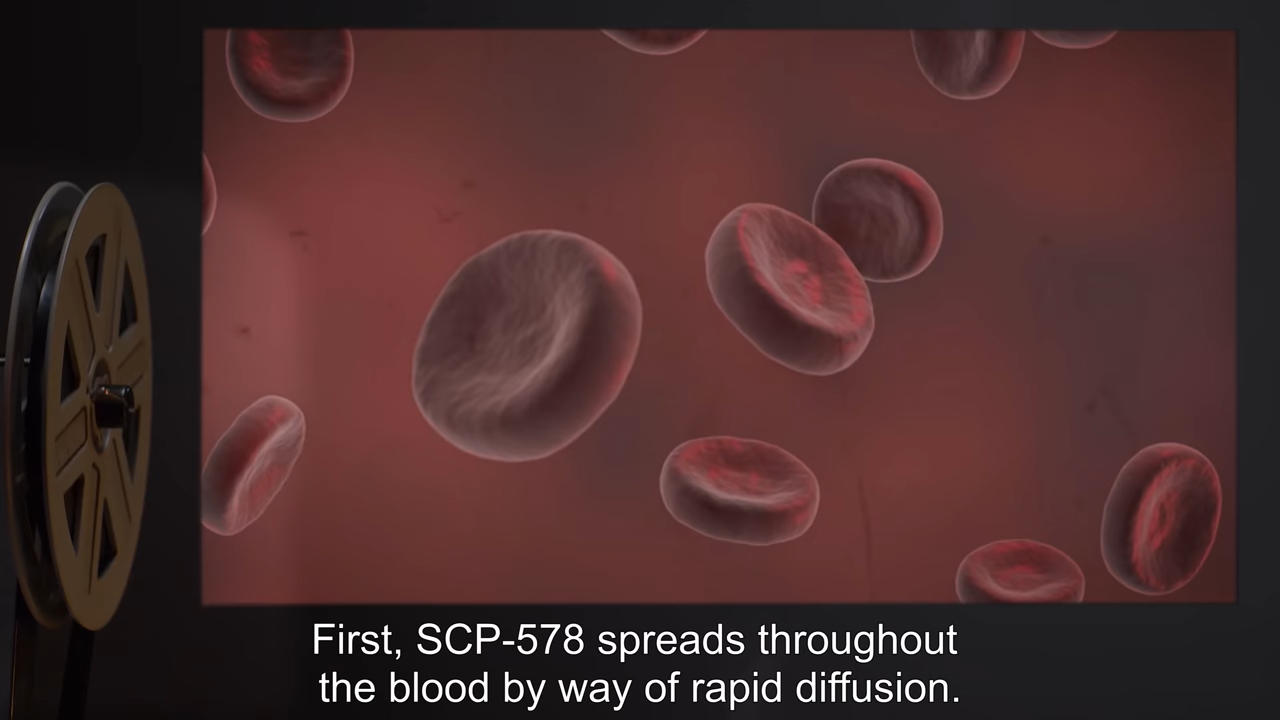 First, SCP-578 spreads throughout
the blood by way of rapid diffusion.